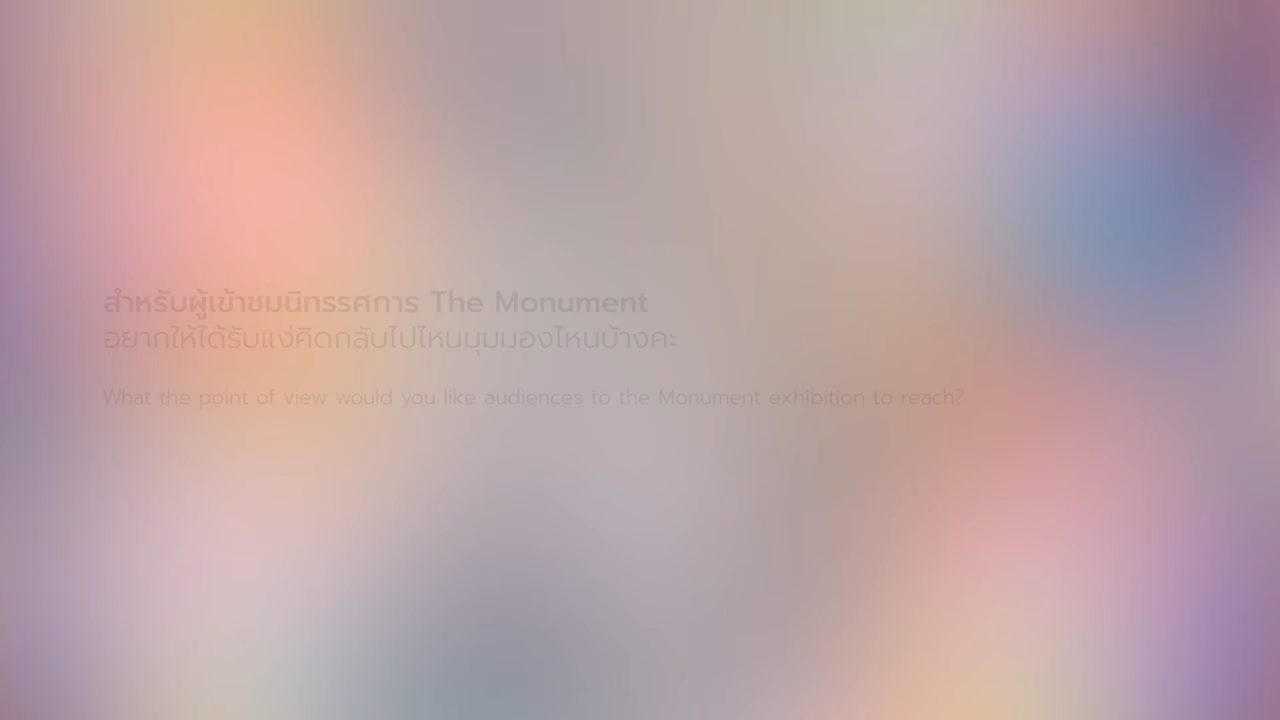 สำหรับผู้เข้าชมนิทรรศการ The Monument
อยากให้ได้รับแง่คิดกลับไปไหนมุมมองไหนบ้างคะ
What the point of view would you like audiences to the Monument exhibition to reach?